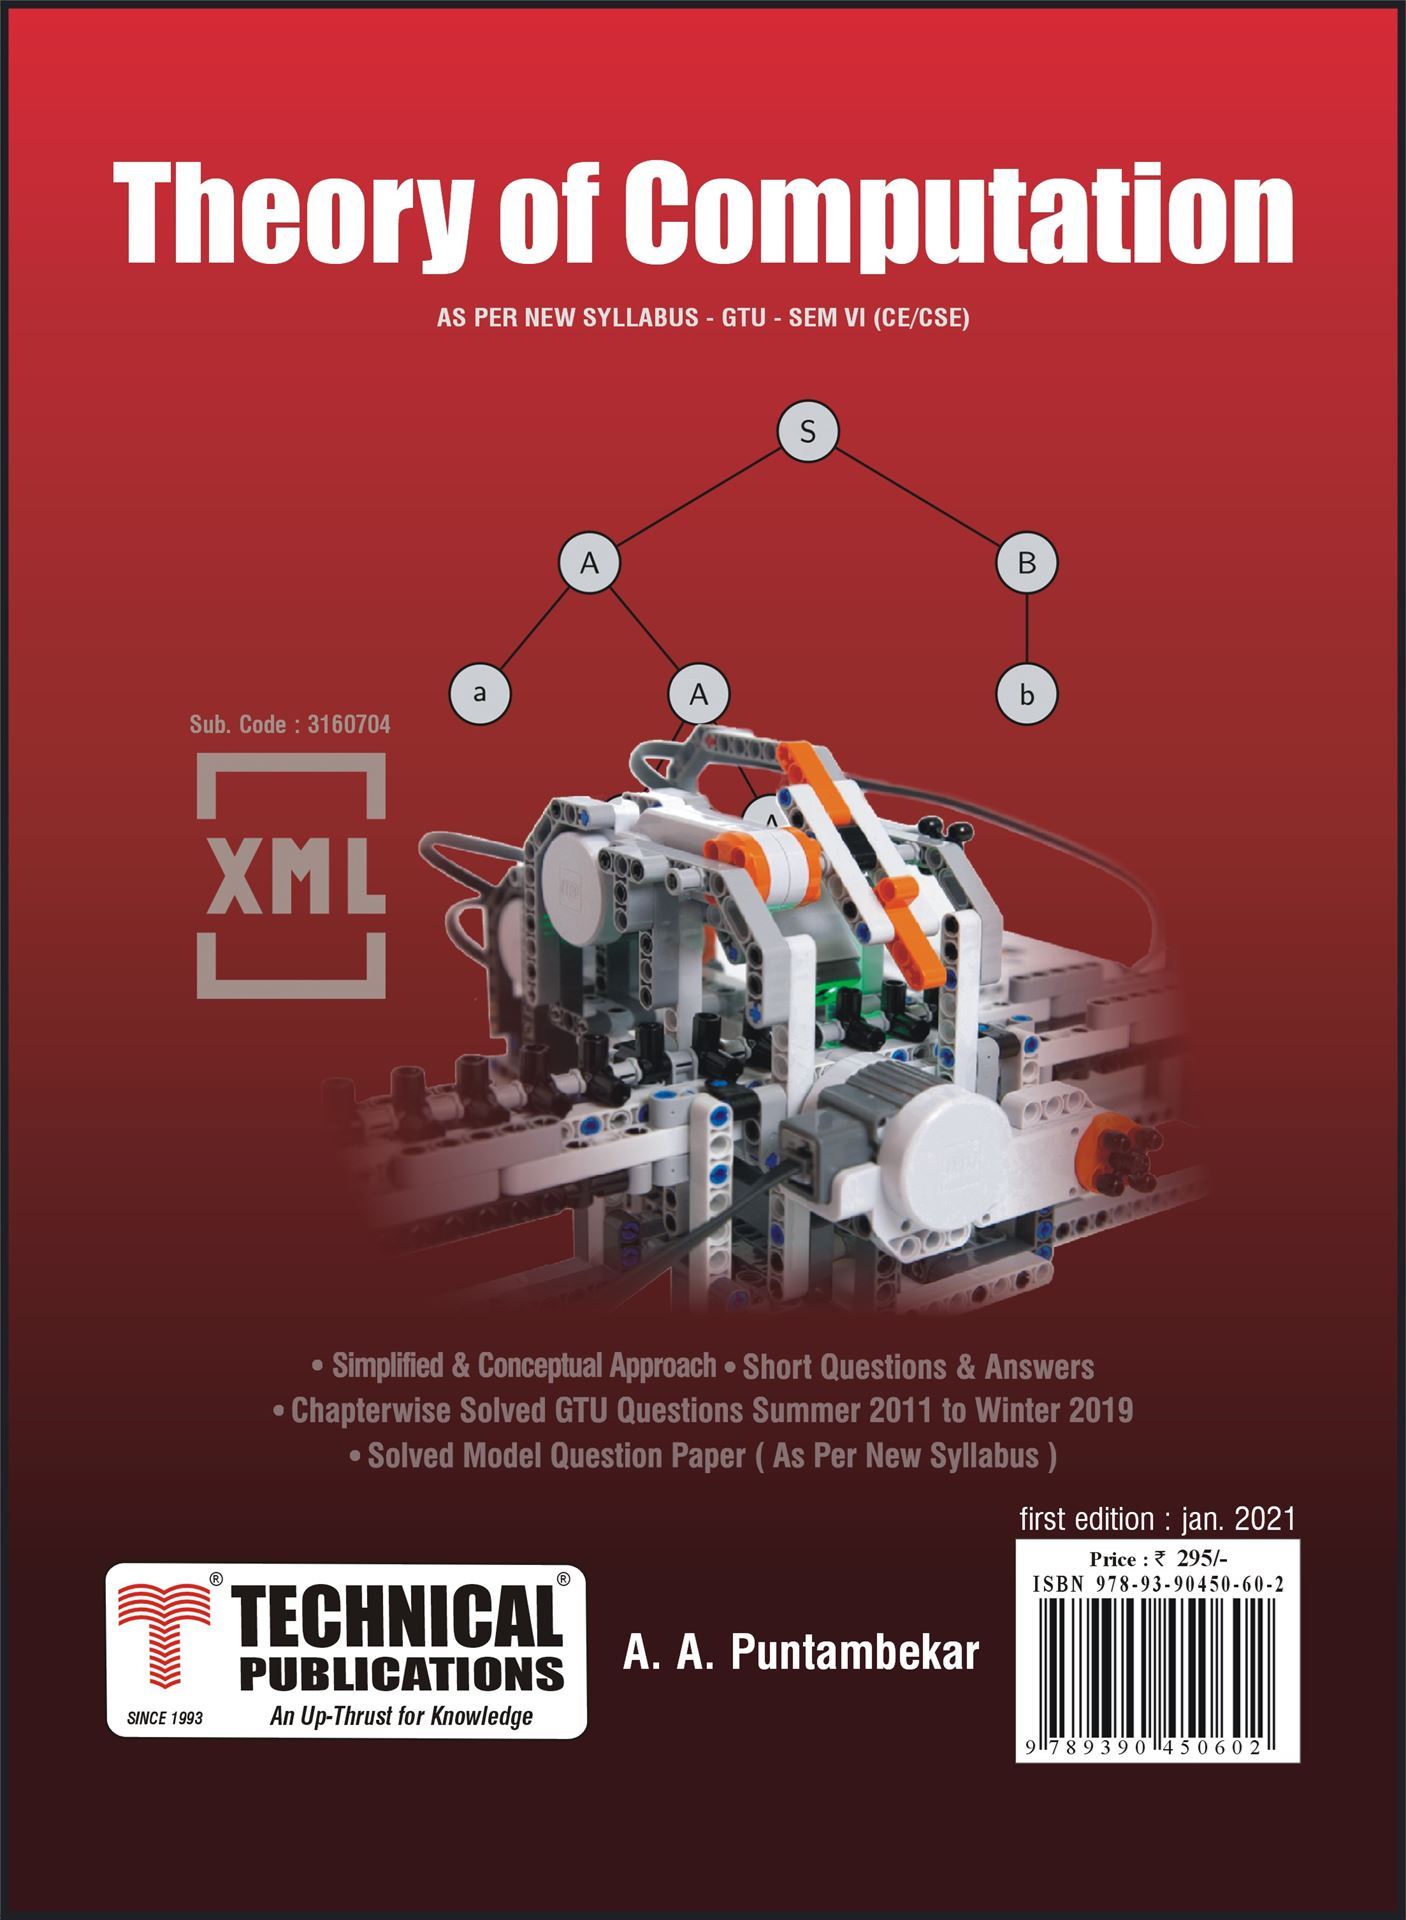 Theory of Computation
AS PER NEW SYLLABUS - GTU - SEM VI (CE/CSE)
S
A
B
a
A
b
Sub. Code : 3160704
A
XML
• Simplified & Conceptual Approach • Short Questions & Answers
• Chapterwise Solved GTU Questions Summer 2011 to Winter 2019
• Solved Model Question Paper ( As Per New Syllabus )
first edition : jan. 2021
Price : ₹ 295/-
ISBN 978-93-90450-60-2
9 789390 450602
® TECHNICAL ®
PUBLICATIONS
SINCE 1993 An Up-Thrust for Knowledge
A. A. Puntambekar